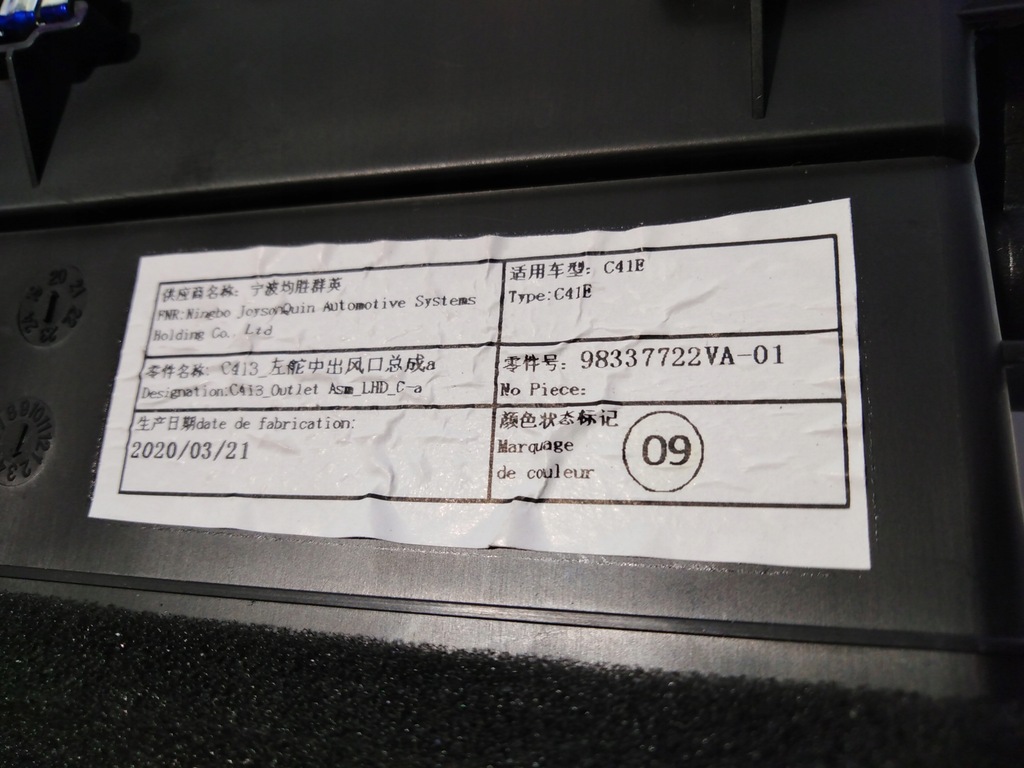 供应商名称: 宁波均胜群英
FNR:Ningbo JoysonQuin Automotive Systems
Holding Co. Ltd
适用车型: C41E
Type:C41E
零件名称: C413_左舵中出风口总成a
Designation:C413_Outlet Asm_LHD_C-a
零件号: 98337722VA-01
No Piece:
生产日期date de fabrication:
2020/03/21
颜色状态标记
Marquage
de couleur
09